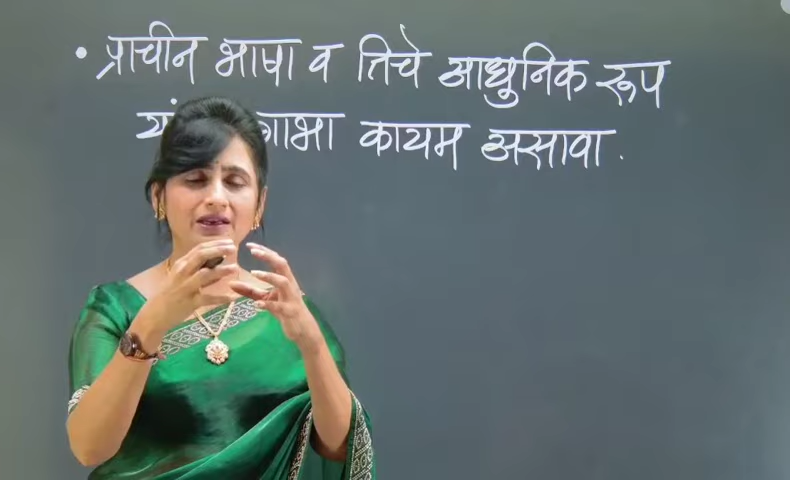 • प्राचीन भाषा व तिचे आधुनिक रूप
गाभा कायम असावा.